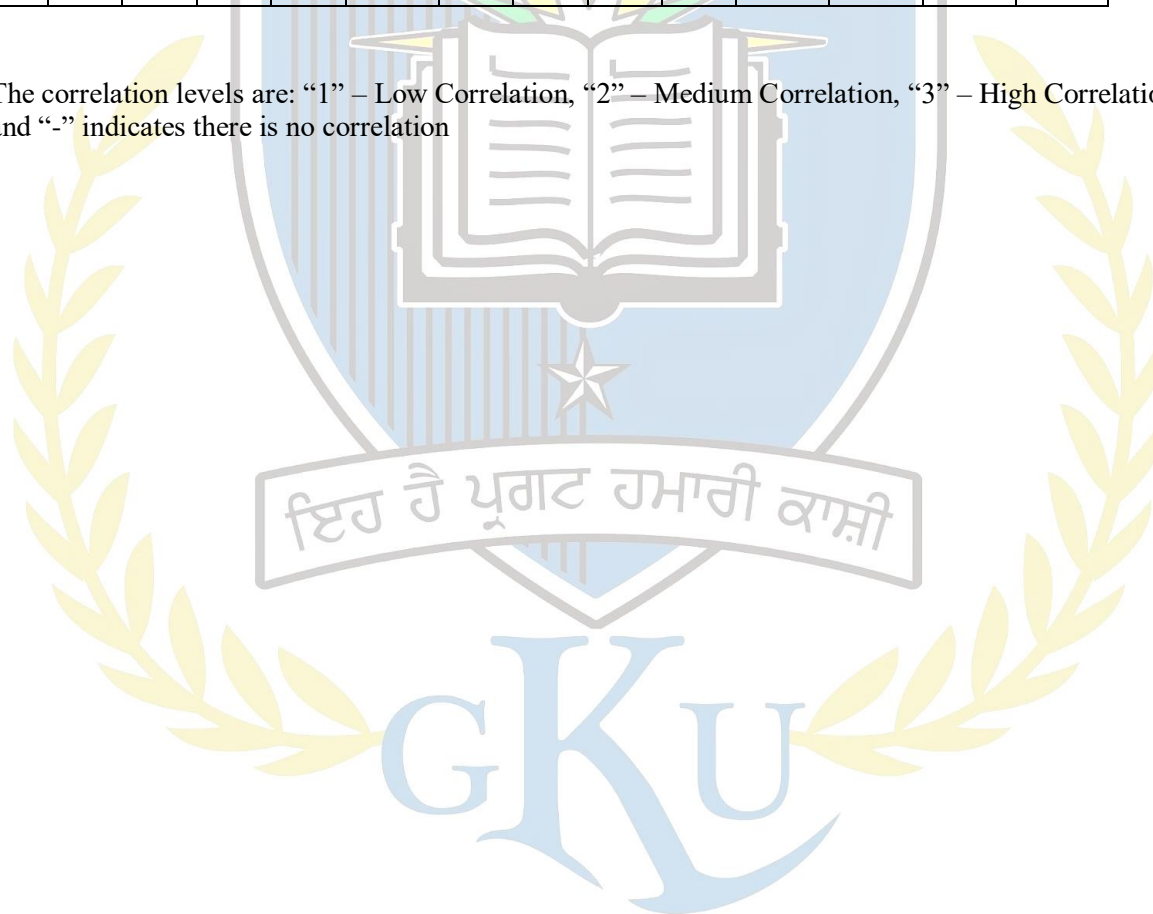 The correlation levels are: “1” – Low Correlation, “2” – Medium Correlation, “3” – High Correlation
and “-” indicates there is no correlation
ਇਹ ਹੈ ਪ੍ਰਗਟ ਹਮਾਰੀ ਕਾਸ਼ੀ
GKU